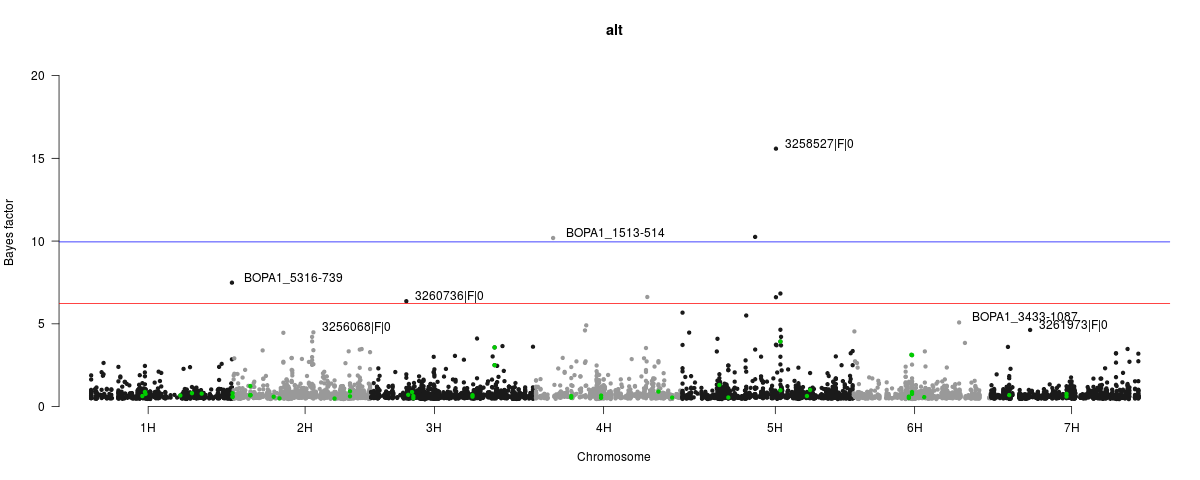 alt
20
15
10
5
0
Bayes factor
3258527|F|0
BOPA1_1513-514
BOPA1_5316-739
3260736|F|0
3256068|F|0
BOPA1_3433-1087
3261973|F|0
1H
2H
3H
4H
5H
6H
7H
Chromosome